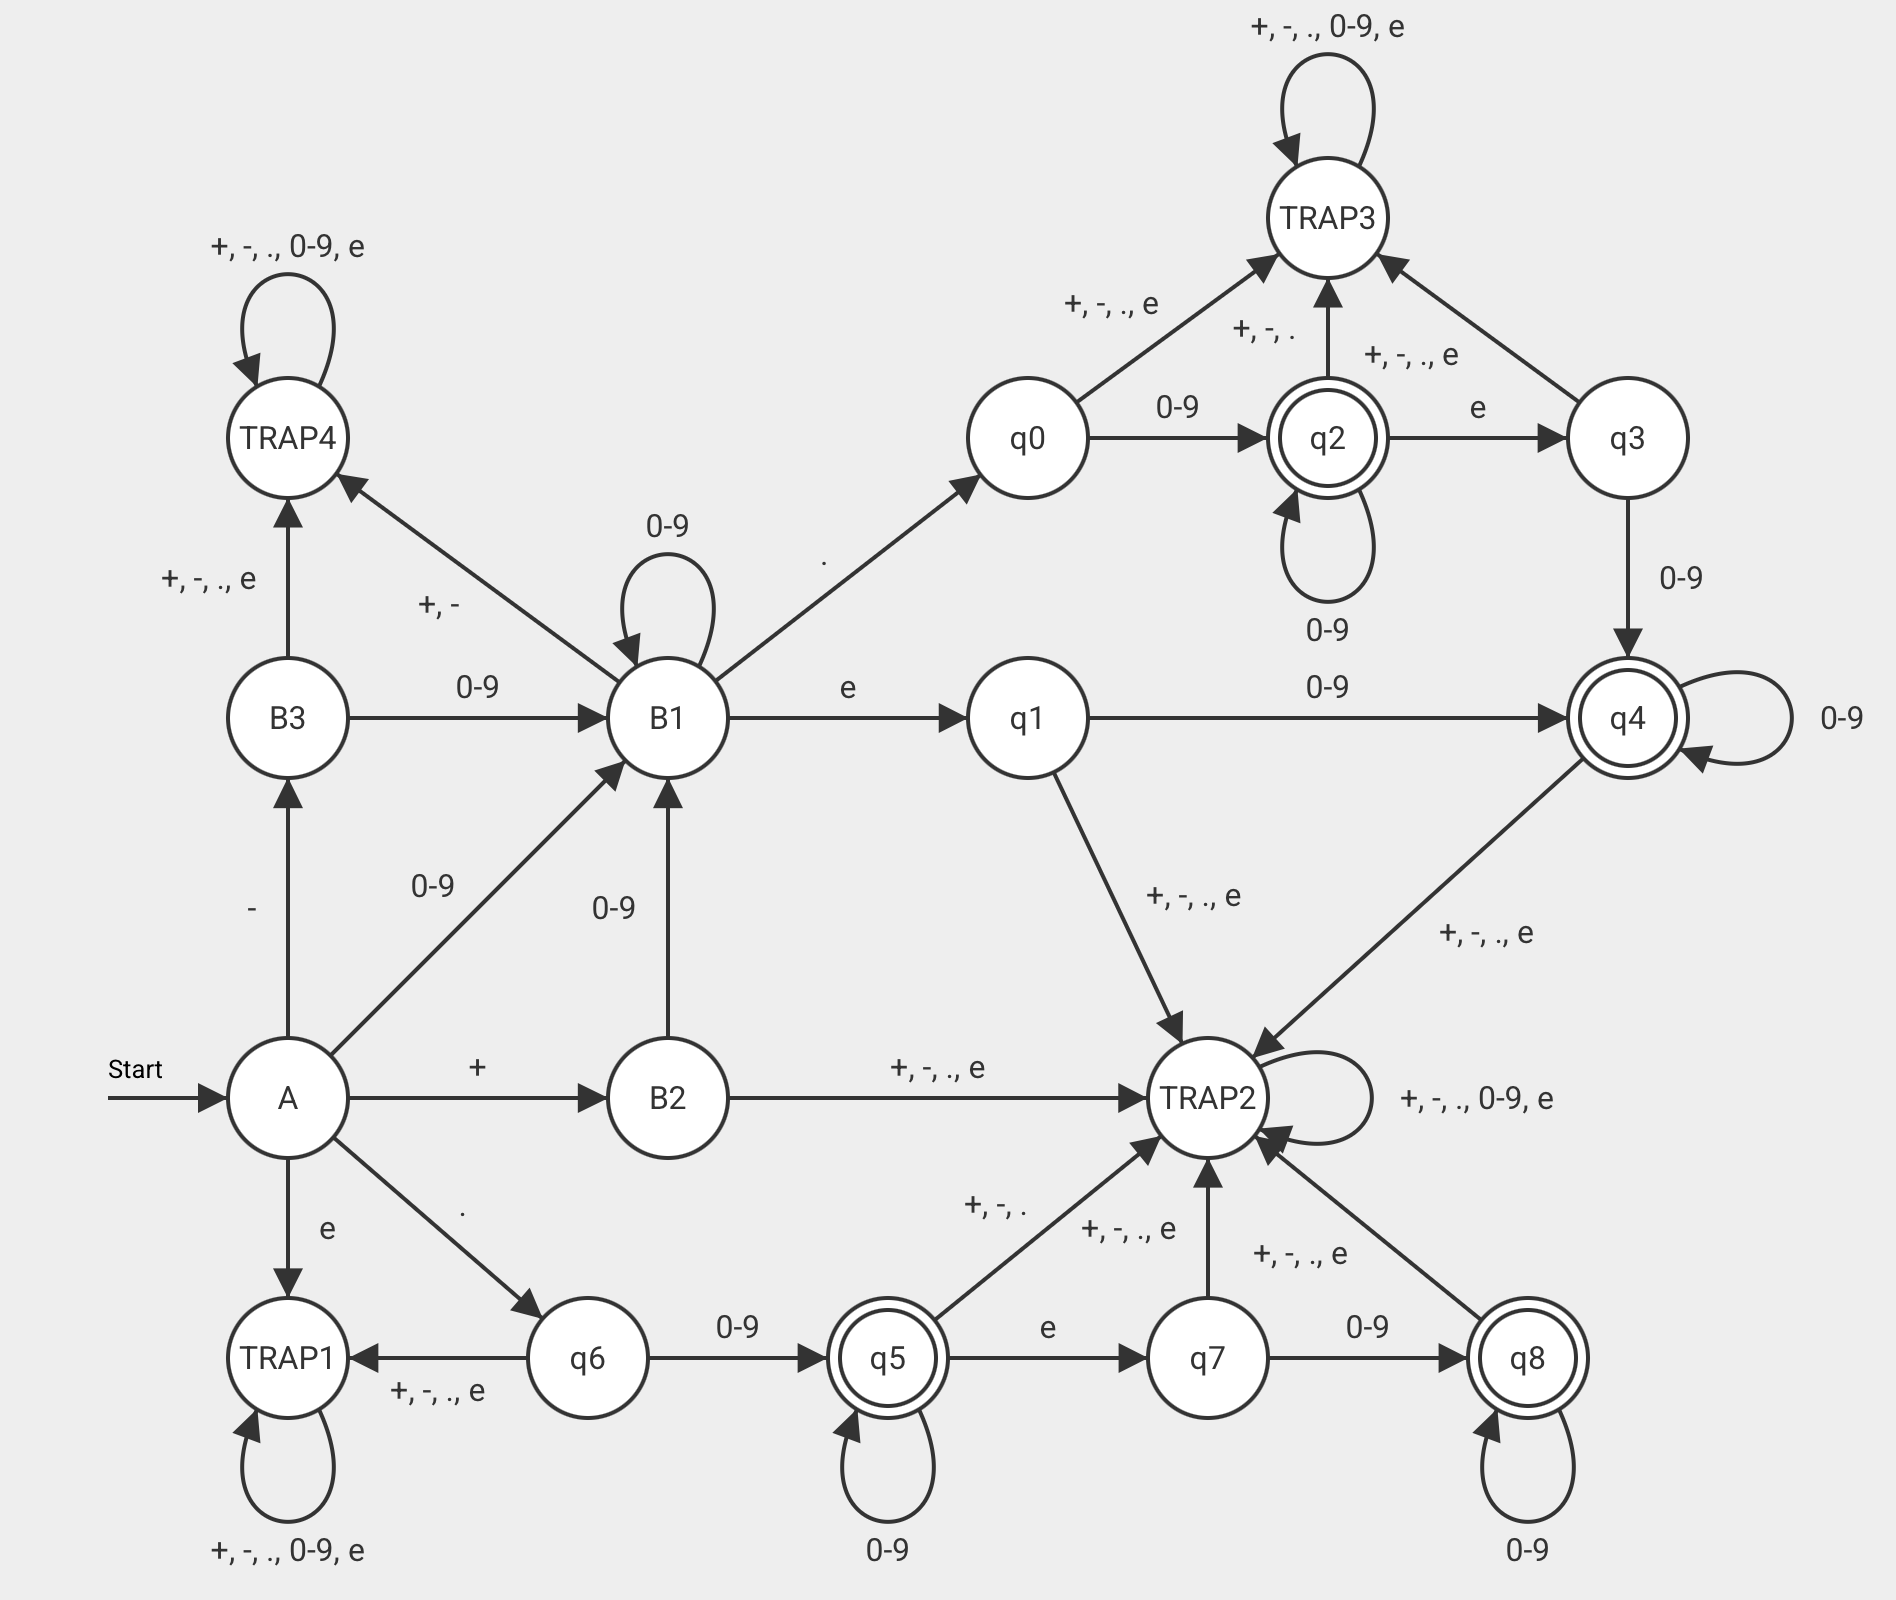 +, -, ., 0-9, e
TRAP3
+, -, ., 0-9, e
+, -, ., e
+, -, .
+, -, ., e
TRAP4
q0
0-9
q2
e
q3
0-9
.
+, -, ., e
+, -
0-9
0-9
B3
0-9
B1
e
q1
0-9
q4
0-9
-
0-9
0-9
+, -, ., e
+, -, ., e
Start
A
+
B2
+, -, ., e
TRAP2
+, -, ., 0-9, e
e
.
+, -, .
+, -, ., e
+, -, ., e
TRAP1
+, -, ., e
q6
0-9
q5
e
q7
0-9
q8
+, -, ., 0-9, e
0-9
0-9